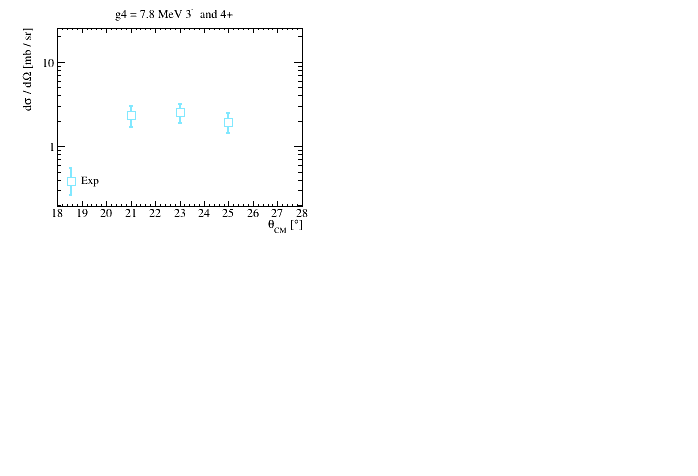 g4 = 7.8 MeV 3⁻ and 4+
dσ / dΩ [mb / sr]
10
1
Exp
18 19 20 21 22 23 24 25 26 27 28
θ_CM [°]